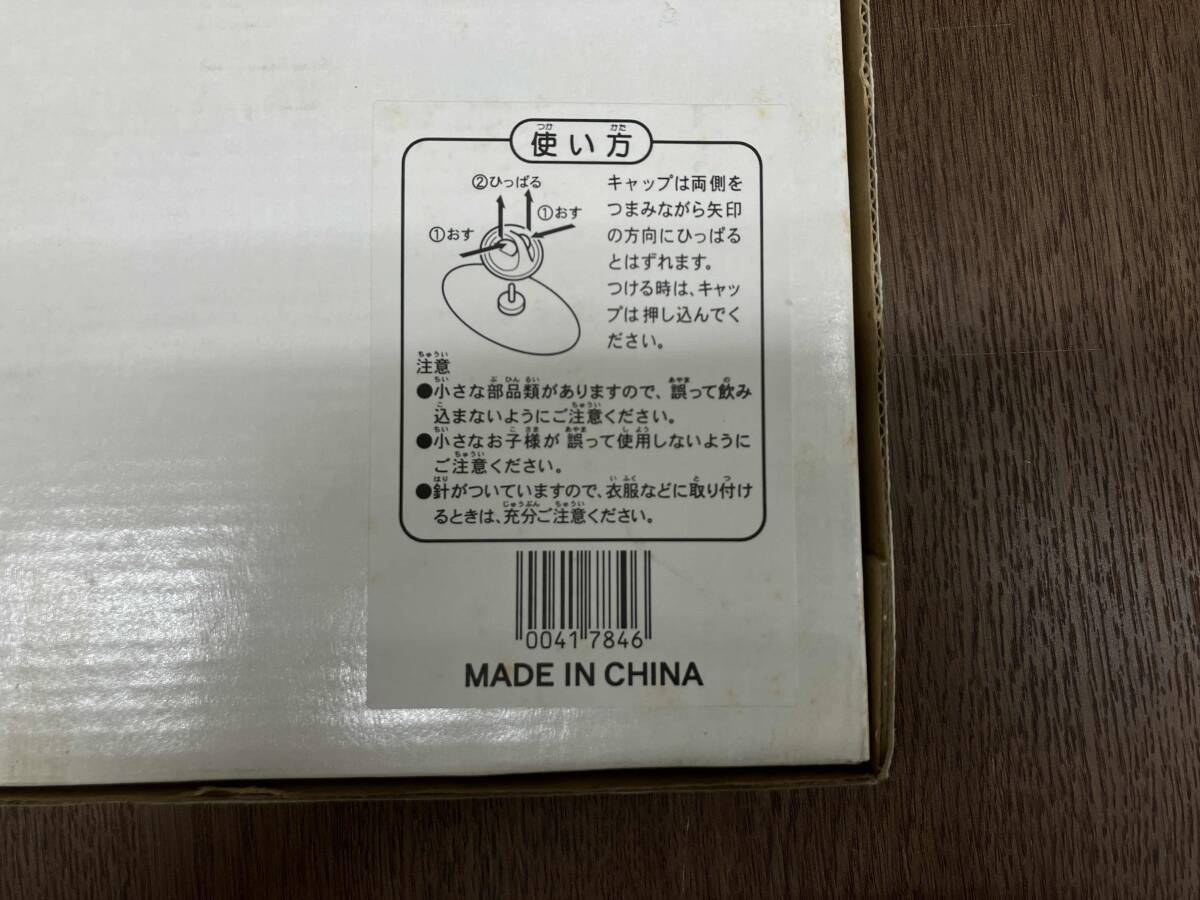 使い方
②ひっぱる
①おす
①おす
キャップは両側を
つまみながら矢印
の方向にひっぱる
とはずれます。
つける時は、キャッ
プは押し込んでく
ださい。
注意
●小さな部品類がありますので、誤って飲み
込まないようにご注意ください。
●小さなお子様が誤って使用しないように
ご注意ください。
●針がついていますので、衣服などに取り付け
るときは、充分ご注意ください。
0041 7846
MADE IN CHINA